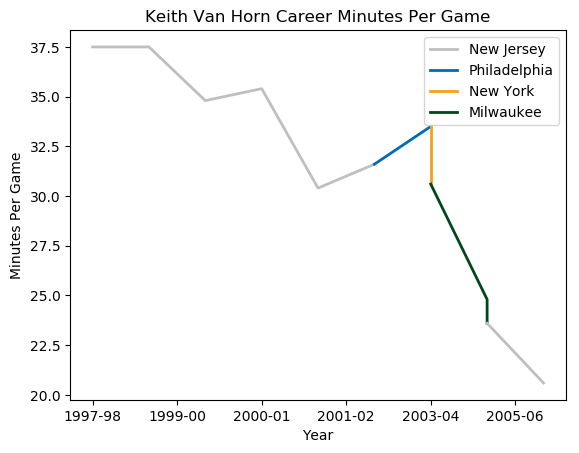 Keith Van Horn Career Minutes Per Game
37.5
35.0
32.5
30.0
27.5
25.0
22.5
20.0
Minutes Per Game
New Jersey
Philadelphia
New York
Milwaukee
1997-98
1999-00
2000-01
2001-02
2003-04
2005-06
Year